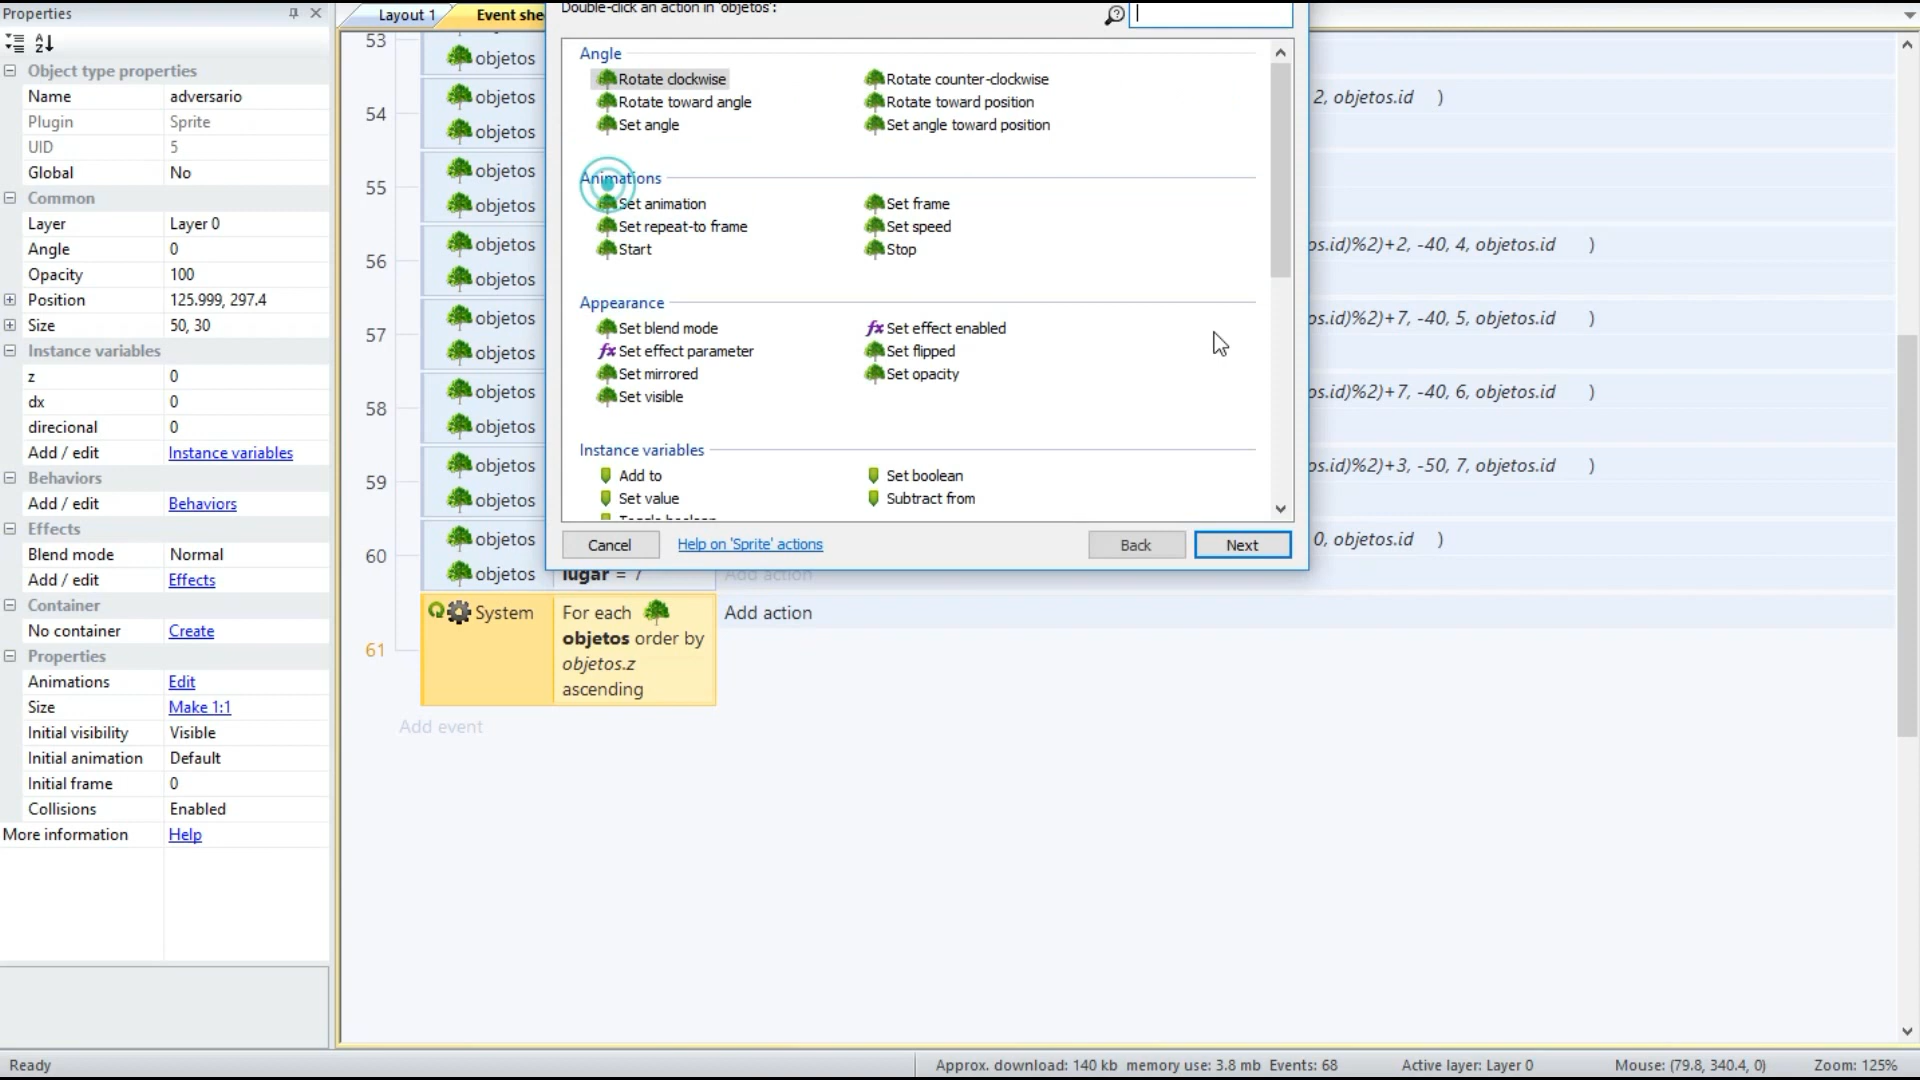 Properties
Layout 1
Event she
Double-click an action in 'objetos':
Object type properties
Name adversario
Plugin Sprite
UID 5
Global No
Common
Layer Layer 0
Angle 0
Opacity 100
Position 125.999, 297.4
Size 50, 30
Instance variables
z 0
dx 0
direcional 0
Add / edit Instance variables
Behaviors
Add / edit Behaviors
Effects
Blend mode Normal
Add / edit Effects
Container
No container Create
Properties
Animations Edit
Size Make 1:1
Initial visibility Visible
Initial animation Default
Initial frame 0
Collisions Enabled
More information Help
53
objetos
54
objetos
objetos
2, objetos.id )
55
objetos
objetos
56
objetos
objetos
os.id)%2)+2, -40, 4, objetos.id )
57
objetos
objetos
os.id)%2)+7, -40, 5, objetos.id )
58
objetos
objetos
os.id)%2)+7, -40, 6, objetos.id )
59
objetos
objetos
os.id)%2)+3, -50, 7, objetos.id )
60
objetos
objetos
0, objetos.id )
lugar = 7
Add action
61
System
For each
objetos order by
objetos.z
ascending
Add action
Add event
Angle
Rotate clockwise
Rotate counter-clockwise
Rotate toward angle
Rotate toward position
Set angle
Set angle toward position
Animations
Set animation
Set frame
Set repeat-to frame
Set speed
Start
Stop
Appearance
Set blend mode
Set effect enabled
Set effect parameter
Set flipped
Set mirrored
Set opacity
Set visible
Instance variables
Add to
Set boolean
Set value
Subtract from
Toggle boolean
Cancel
Help on 'Sprite' actions
Back
Next
Ready
Approx. download: 140 kb memory use: 3.8 mb Events: 68
Active layer: Layer 0
Mouse: (79.8, 340.4, 0)
Zoom: 125%